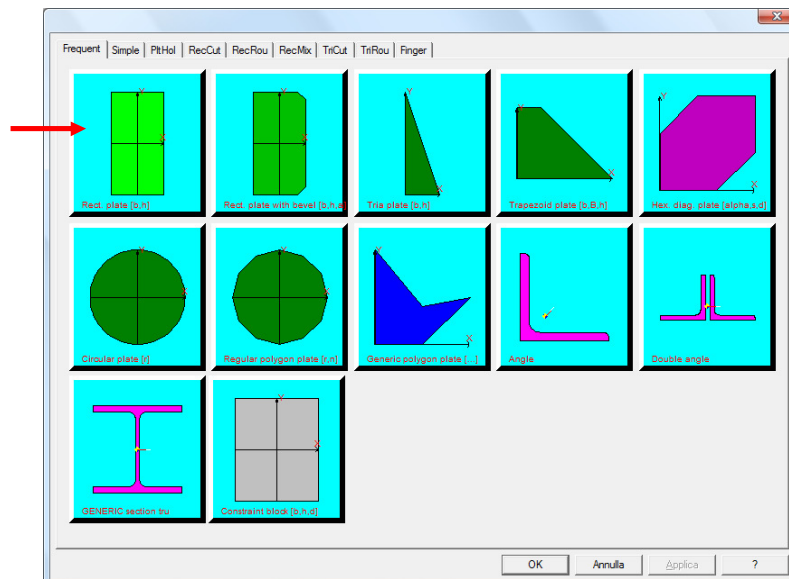 Frequent Simple PltHol RecCut RecRou RecMix TriCut TriRou Finger
Y
X
Rect. plate [b,h]
Y
X
Rect. plate with bevel [b,h,a
Y
X
Tria plate [b,h]
Y
X
Trapezoid plate [b,B,h]
Y
X
Hex. diag. plate [alpha,s,d]
Y
X
Circular plate [r]
Y
X
Regular polygon plate [r,n]
Y
X
Generic polygon plate [...]
Angle
Double angle
GENERIC section tru
Y
X
Constraint block [b,h,d]
OK Annulla Applica ?